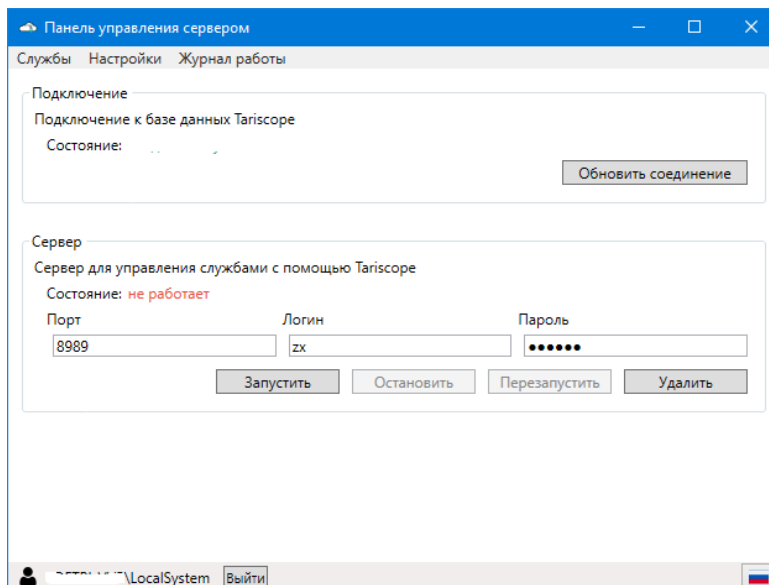 Панель управления сервером
Службы Настройки Журнал работы
Подключение
Подключение к базе данных Tariscope
Состояние:
Обновить соединение
Сервер
Сервер для управления службами с помощью Tariscope
Состояние: не работает
Порт Логин Пароль
8989 zx ●●●●●●
Запустить Остановить Перезапустить Удалить
\LocalSystem Выйти